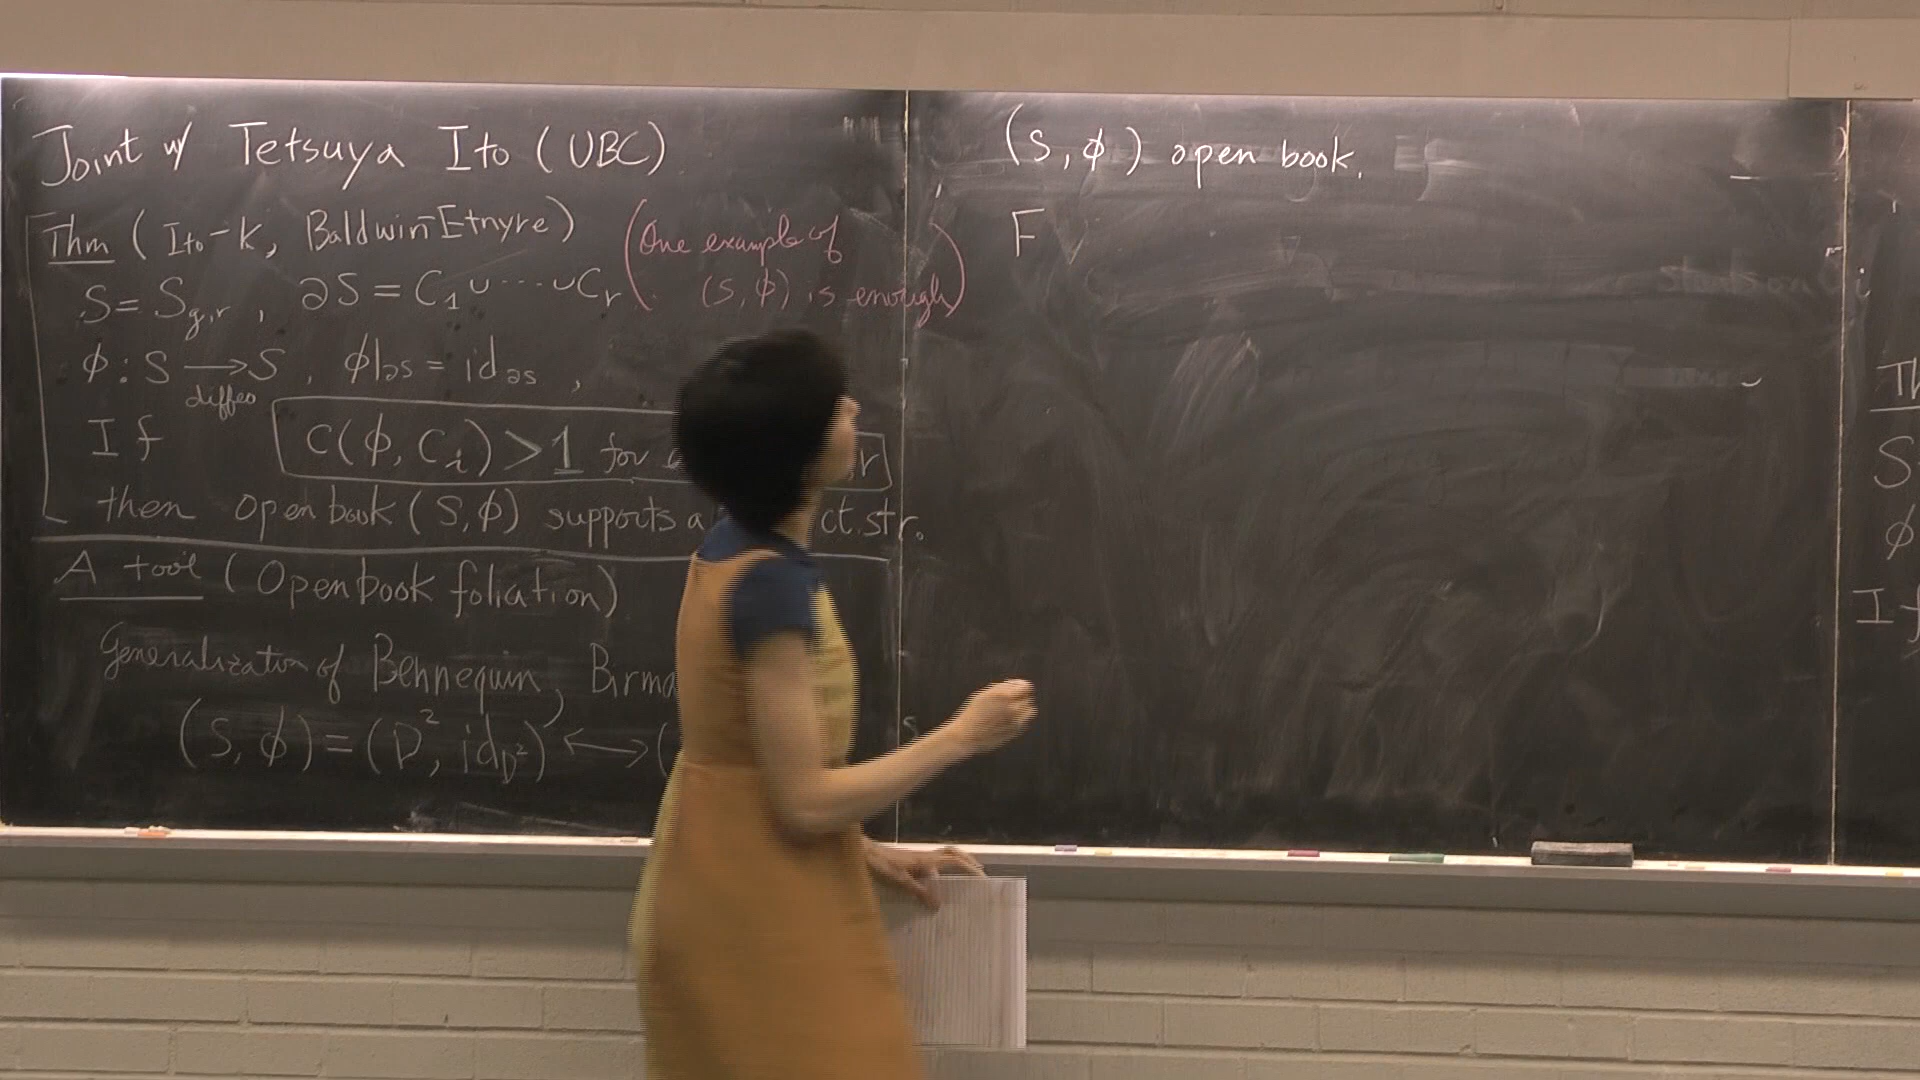 Joint w/ Tetsuya Ito (UBC)
Thm (Ito-K, Baldwin-Etnyre)
(One example of (S,ϕ) is enough)
S = S_{g,r}, ∂S = C_1 ∪ ··· ∪ C_r
ϕ : S → S, ϕ|_{∂S} = id_{∂S},
diffeo
If C(ϕ, C_i) > 1 for
r
then open book (S,ϕ) supports a ct. str.
A tool (Open book foliation)
Generalization of Bennequin,
(S,ϕ) = (D², id_{D²}) ⟷ (
(S,ϕ) open book.
F
S
ϕ